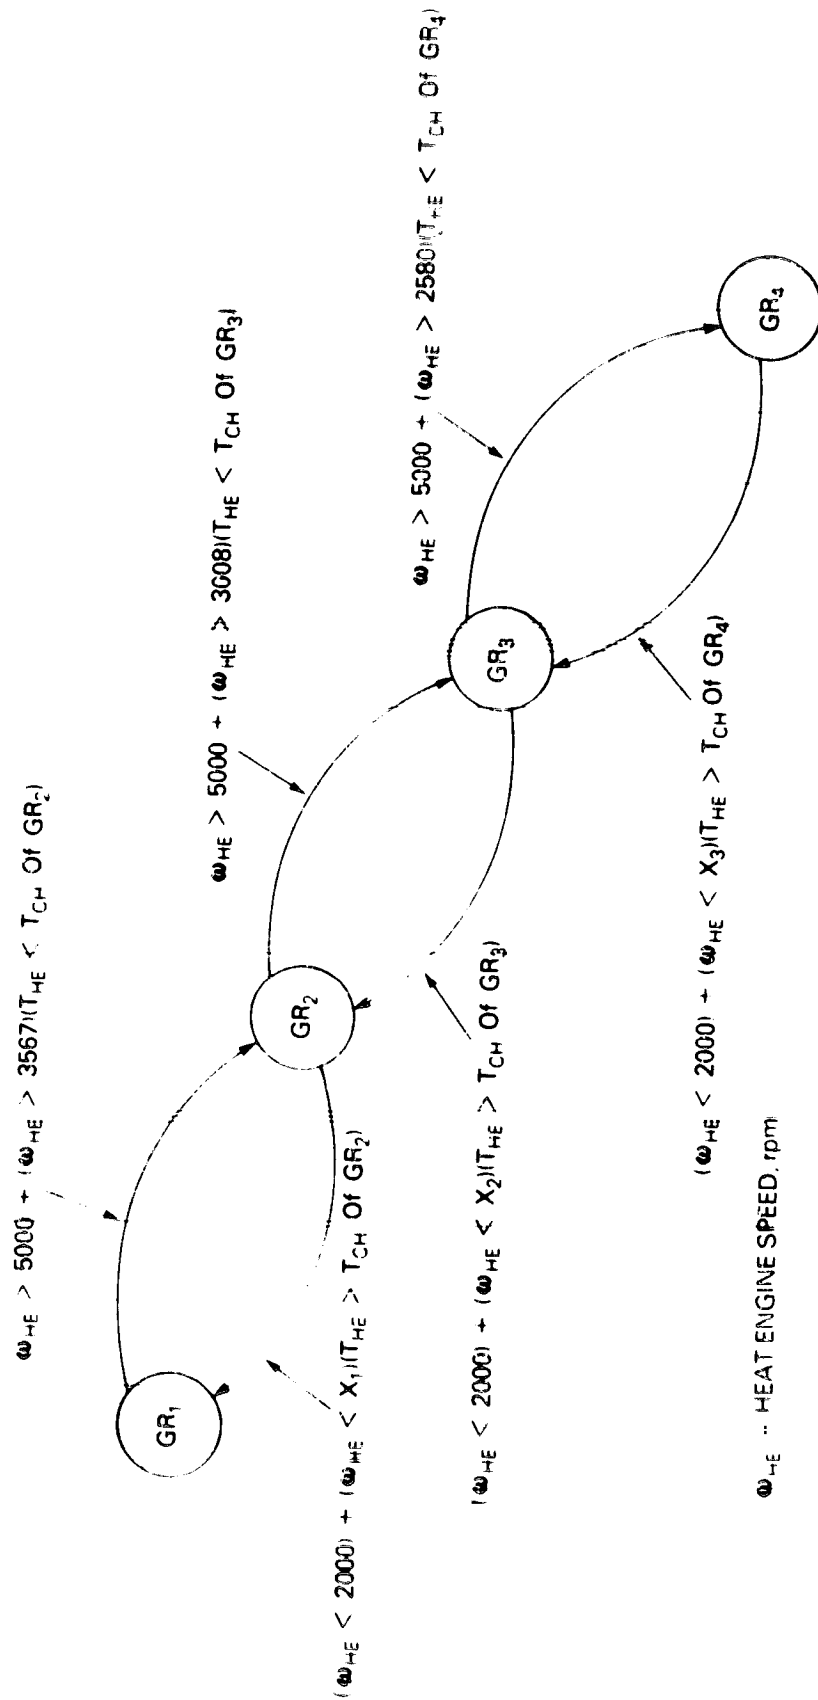 ω_HE > 5000 + (ω_HE > 3567)(T_HE < T_CH Of GR_2)
ω_HE > 5000 + (ω_HE > 3008)(T_HE < T_CH Of GR_3)
ω_HE > 5000 + (ω_HE > 2580)(T_HE < T_CH Of GR_4)
GR_1
GR_2
GR_3
GR_4
(ω_HE < 2000) + (ω_HE < X_1)(T_HE > T_CH Of GR_2)
(ω_HE < 2000) + (ω_HE < X_2)(T_HE > T_CH Of GR_3)
(ω_HE < 2000) + (ω_HE < X_3)(T_HE > T_CH Of GR_4)
ω_HE - HEAT ENGINE SPEED, rpm